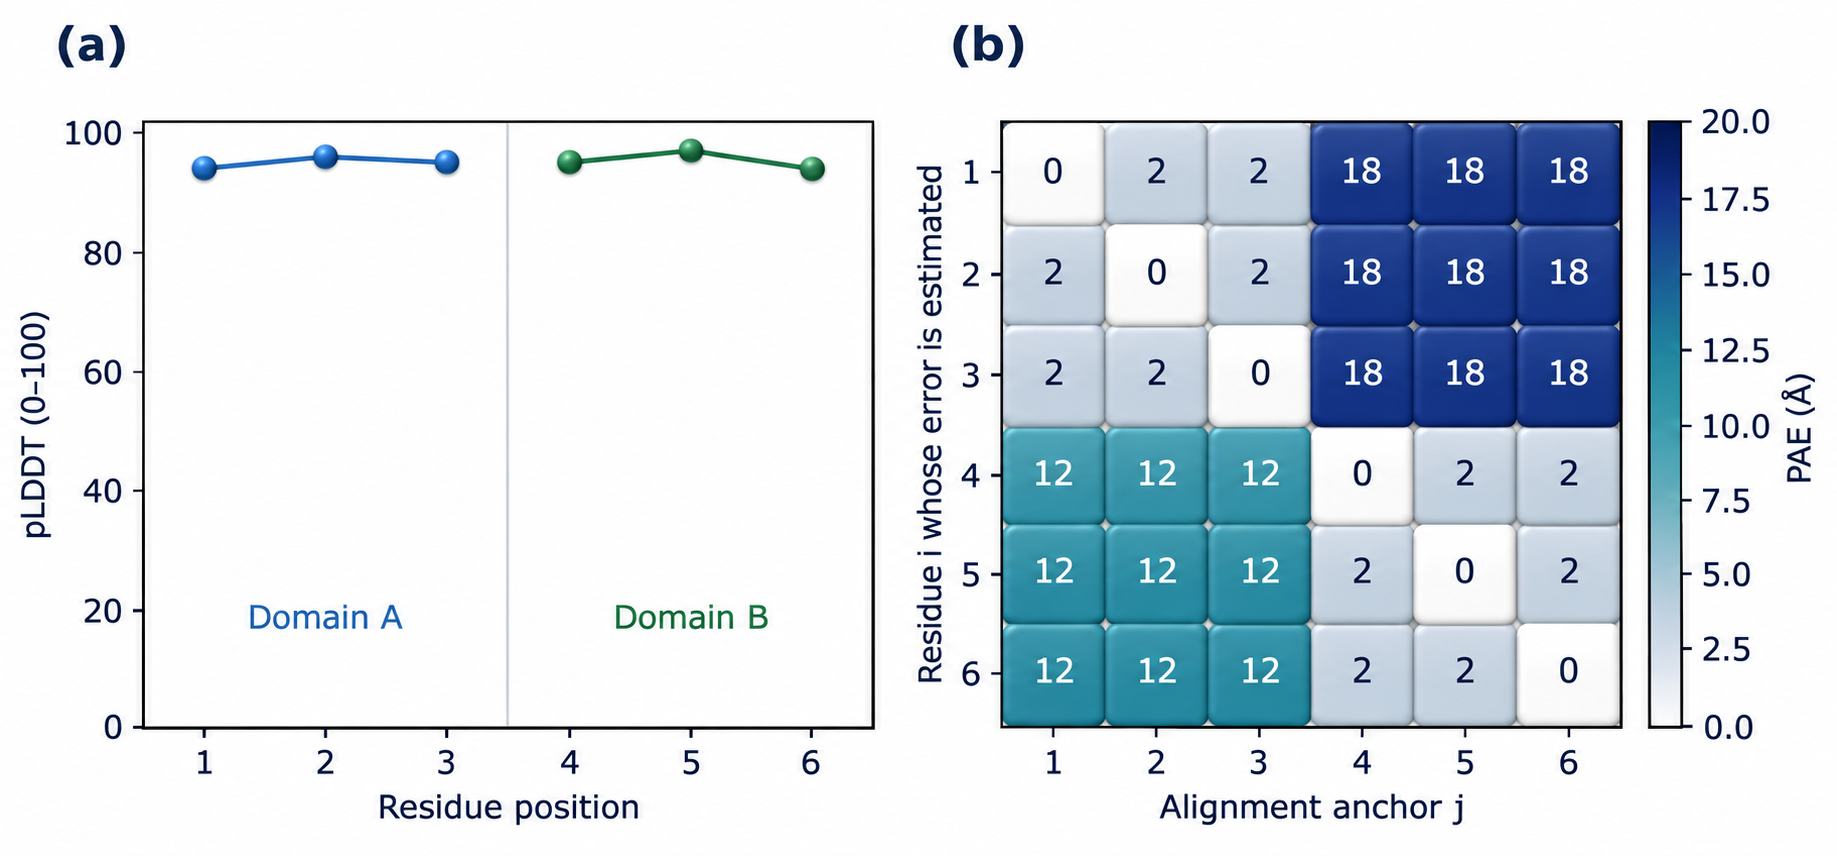 (a)
pLDDT (0–100)
100
80
60
40
20
0
Domain A
Domain B
1 2 3 4 5 6
Residue position
(b)
Residue i whose error is estimated
1 0 2 2 18 18 18
2 2 0 2 18 18 18
3 2 2 0 18 18 18
4 12 12 12 0 2 2
5 12 12 12 2 0 2
6 12 12 12 2 2 0
1 2 3 4 5 6
Alignment anchor j
20.0
17.5
15.0
12.5
10.0
7.5
5.0
2.5
0.0
PAE (Å)